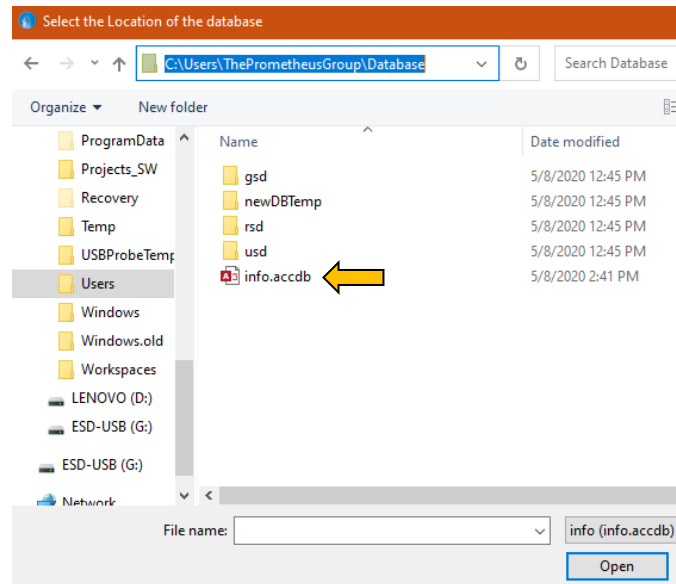 Select the Location of the database
C:\Users\ThePrometheusGroup\Database
Search Database
Organize
New folder
Name
Date modified
ProgramData
Projects_SW
Recovery
Temp
USBProbeTemp
Users
Windows
Windows.old
Workspaces
LENOVO (D:)
ESD-USB (G:)
ESD-USB (G:)
Network
gsd 5/8/2020 12:45 PM
newDBTemp 5/8/2020 12:45 PM
rsd 5/8/2020 12:45 PM
usd 5/8/2020 12:45 PM
A info.accdb 5/8/2020 2:41 PM
File name:
info (info.accdb)
Open